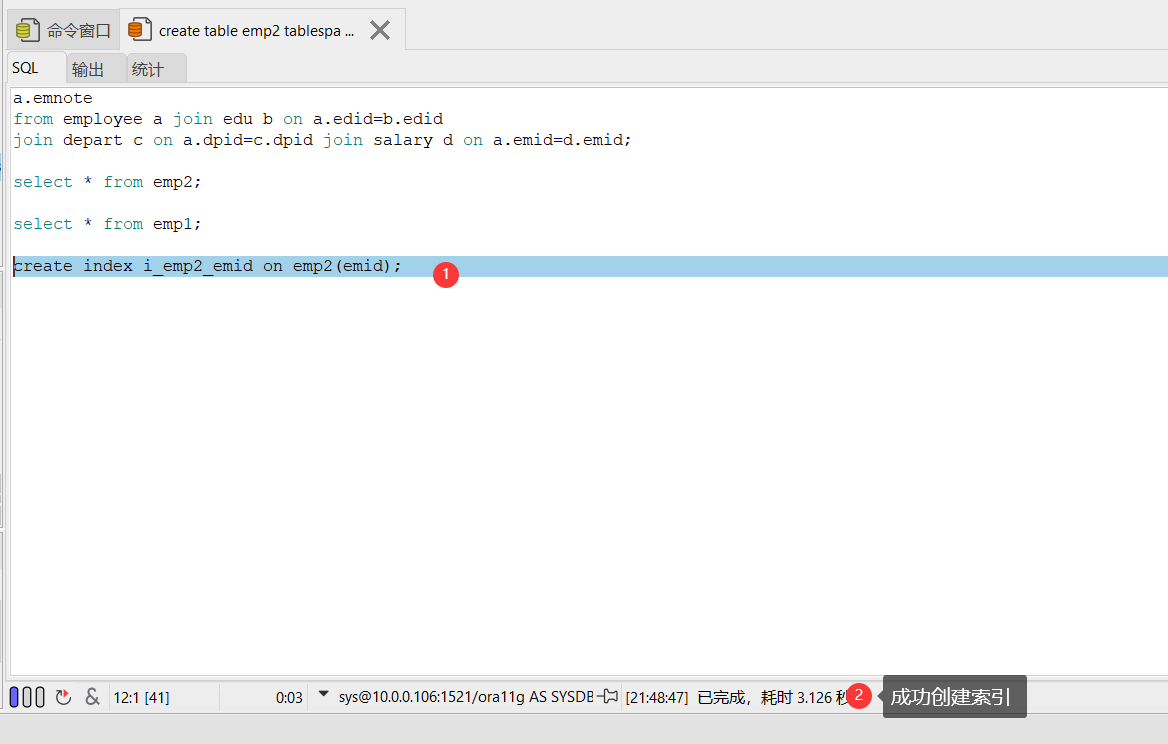 命令窗口
create table emp2 tablespa ...
SQL
输出
统计
a.emnote
from employee a join edu b on a.edid=b.edid
join depart c on a.dpid=c.dpid join salary d on a.emid=d.emid;
select * from emp2;
select * from emp1;
create index i_emp2_emid on emp2(emid);
1
&
12:1 [41]
0:03
sys@10.0.0.106:1521/ora11g AS SYSDB
[21:48:47] 已完成，耗时 3.126 秒
2
成功创建索引